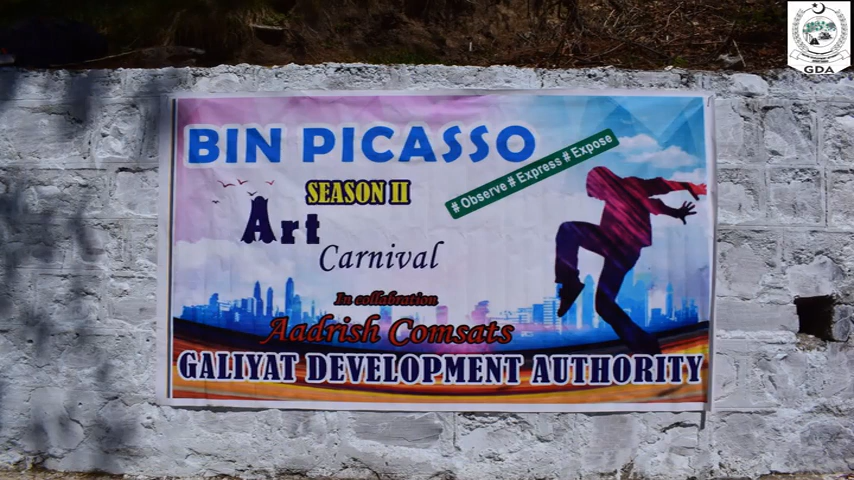 BIN PICASSO
# Observe # Express # Expose
SEASON II
Art
Carnival
In collabration
Aadrish Comsats
GALIYAT DEVELOPMENT AUTHORITY
GDA